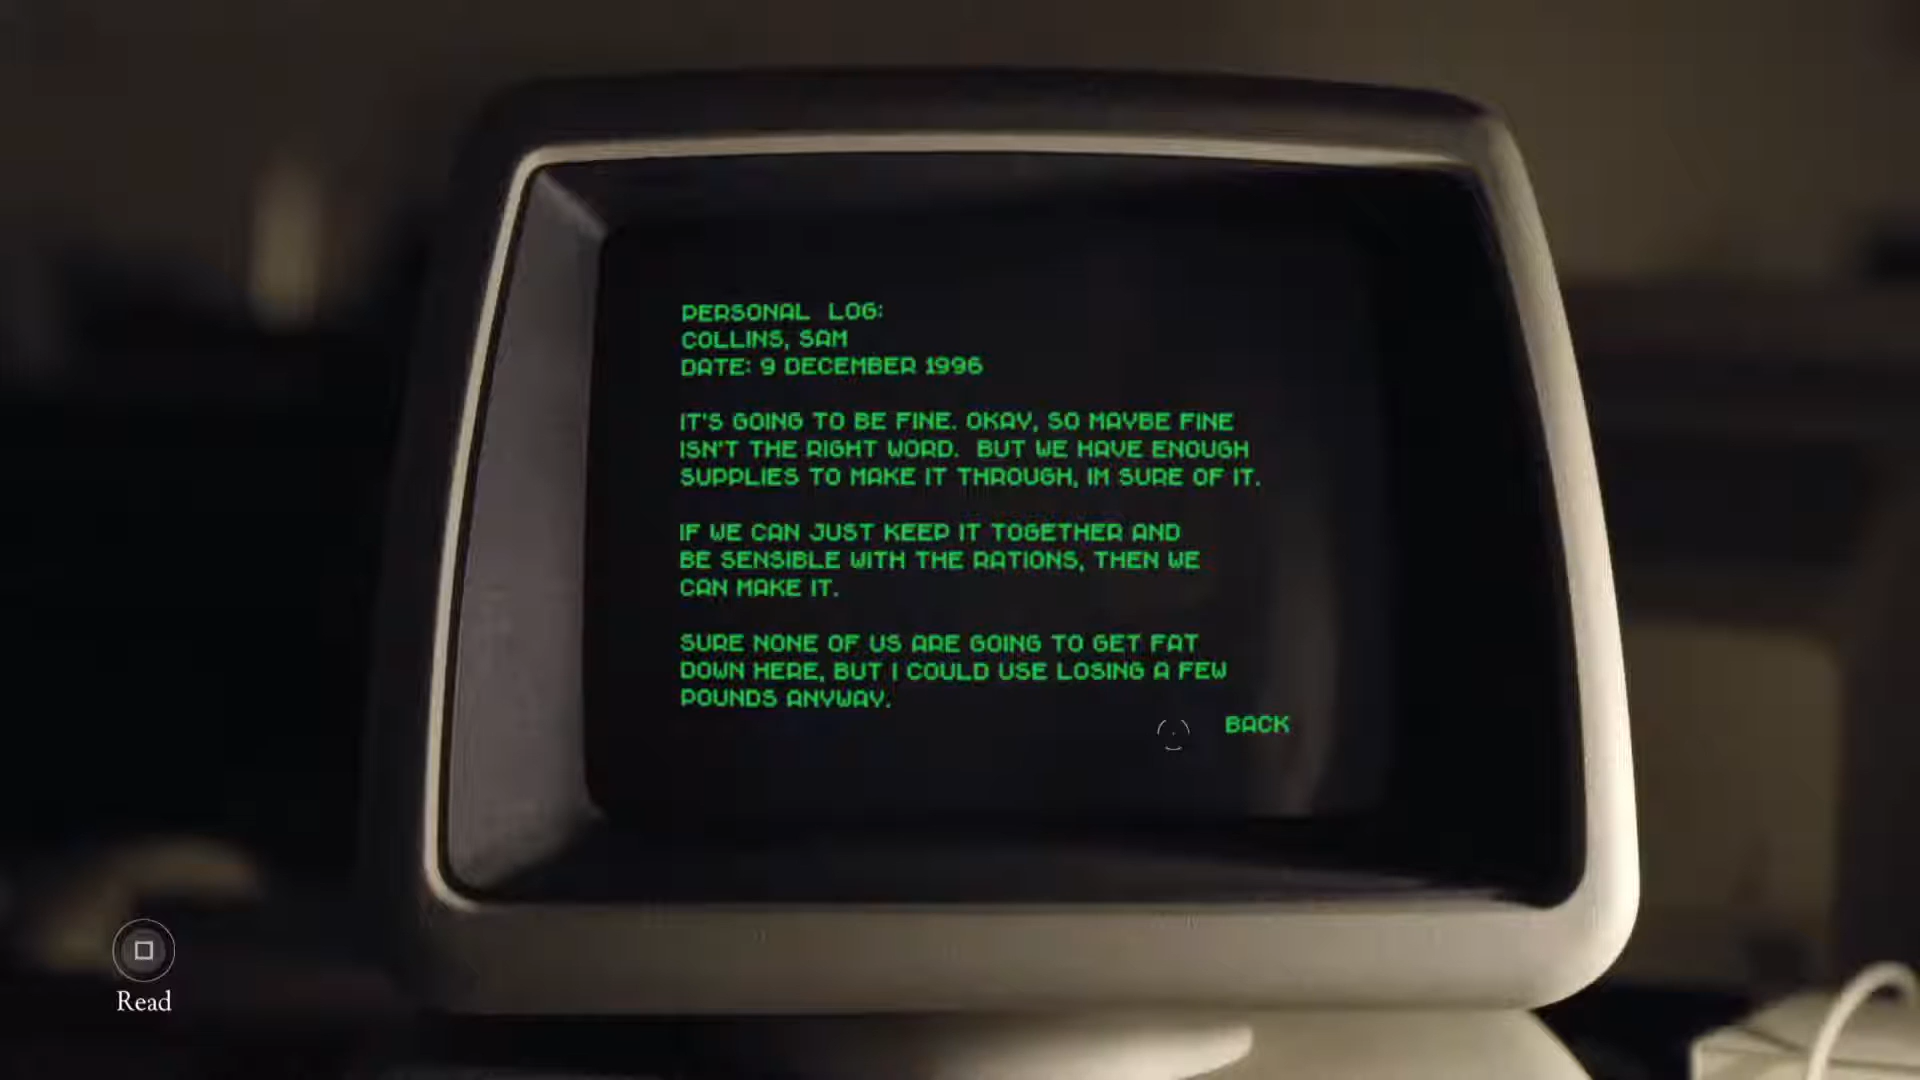 PERSONAL LOG:
COLLINS, SAM
DATE: 9 DECEMBER 1996
IT'S GOING TO BE FINE. OKAY, SO MAYBE FINE
ISN'T THE RIGHT WORD. BUT WE HAVE ENOUGH
SUPPLIES TO MAKE IT THROUGH, IM SURE OF IT.
IF WE CAN JUST KEEP IT TOGETHER AND
BE SENSIBLE WITH THE RATIONS, THEN WE
CAN MAKE IT.
SURE NONE OF US ARE GOING TO GET FAT
DOWN HERE, BUT I COULD USE LOSING A FEW
POUNDS ANYWAY.
BACK
Read